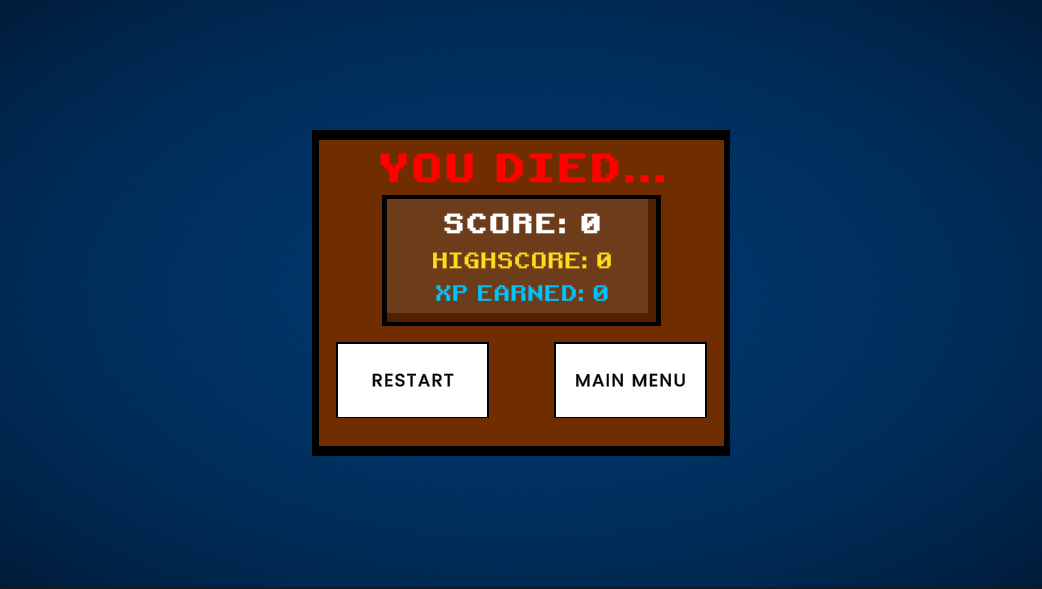 YOU DIED...
SCORE: 0
HIGHSCORE: 0
XP EARNED: 0
RESTART
MAIN MENU